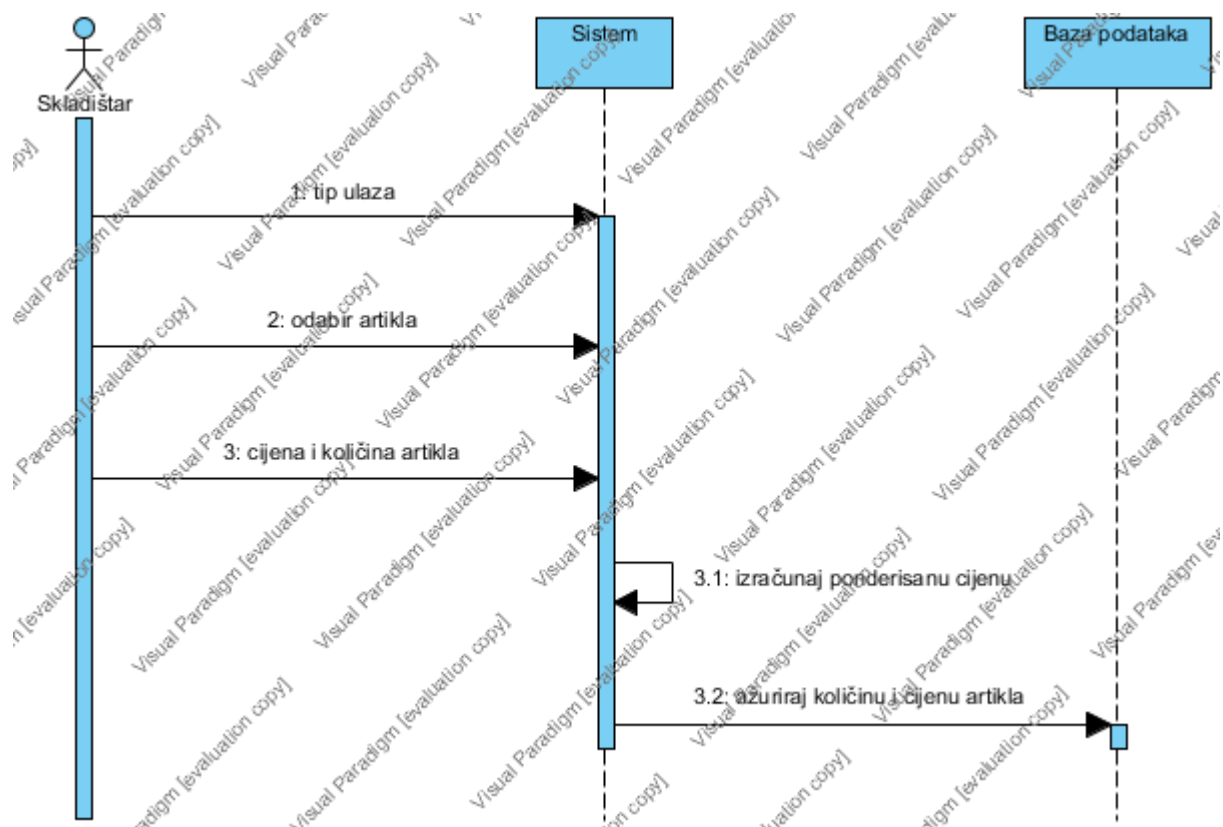 Sistem
Baza podataka
Skladištar
1: tip ulaza
2: odabir artikla
3: cijena i količina artikla
3.1: izračunaj ponderisanu cijenu
3.2: azuriraj količinu i cijenu artikla
Visual Paradigm [evaluation copy]